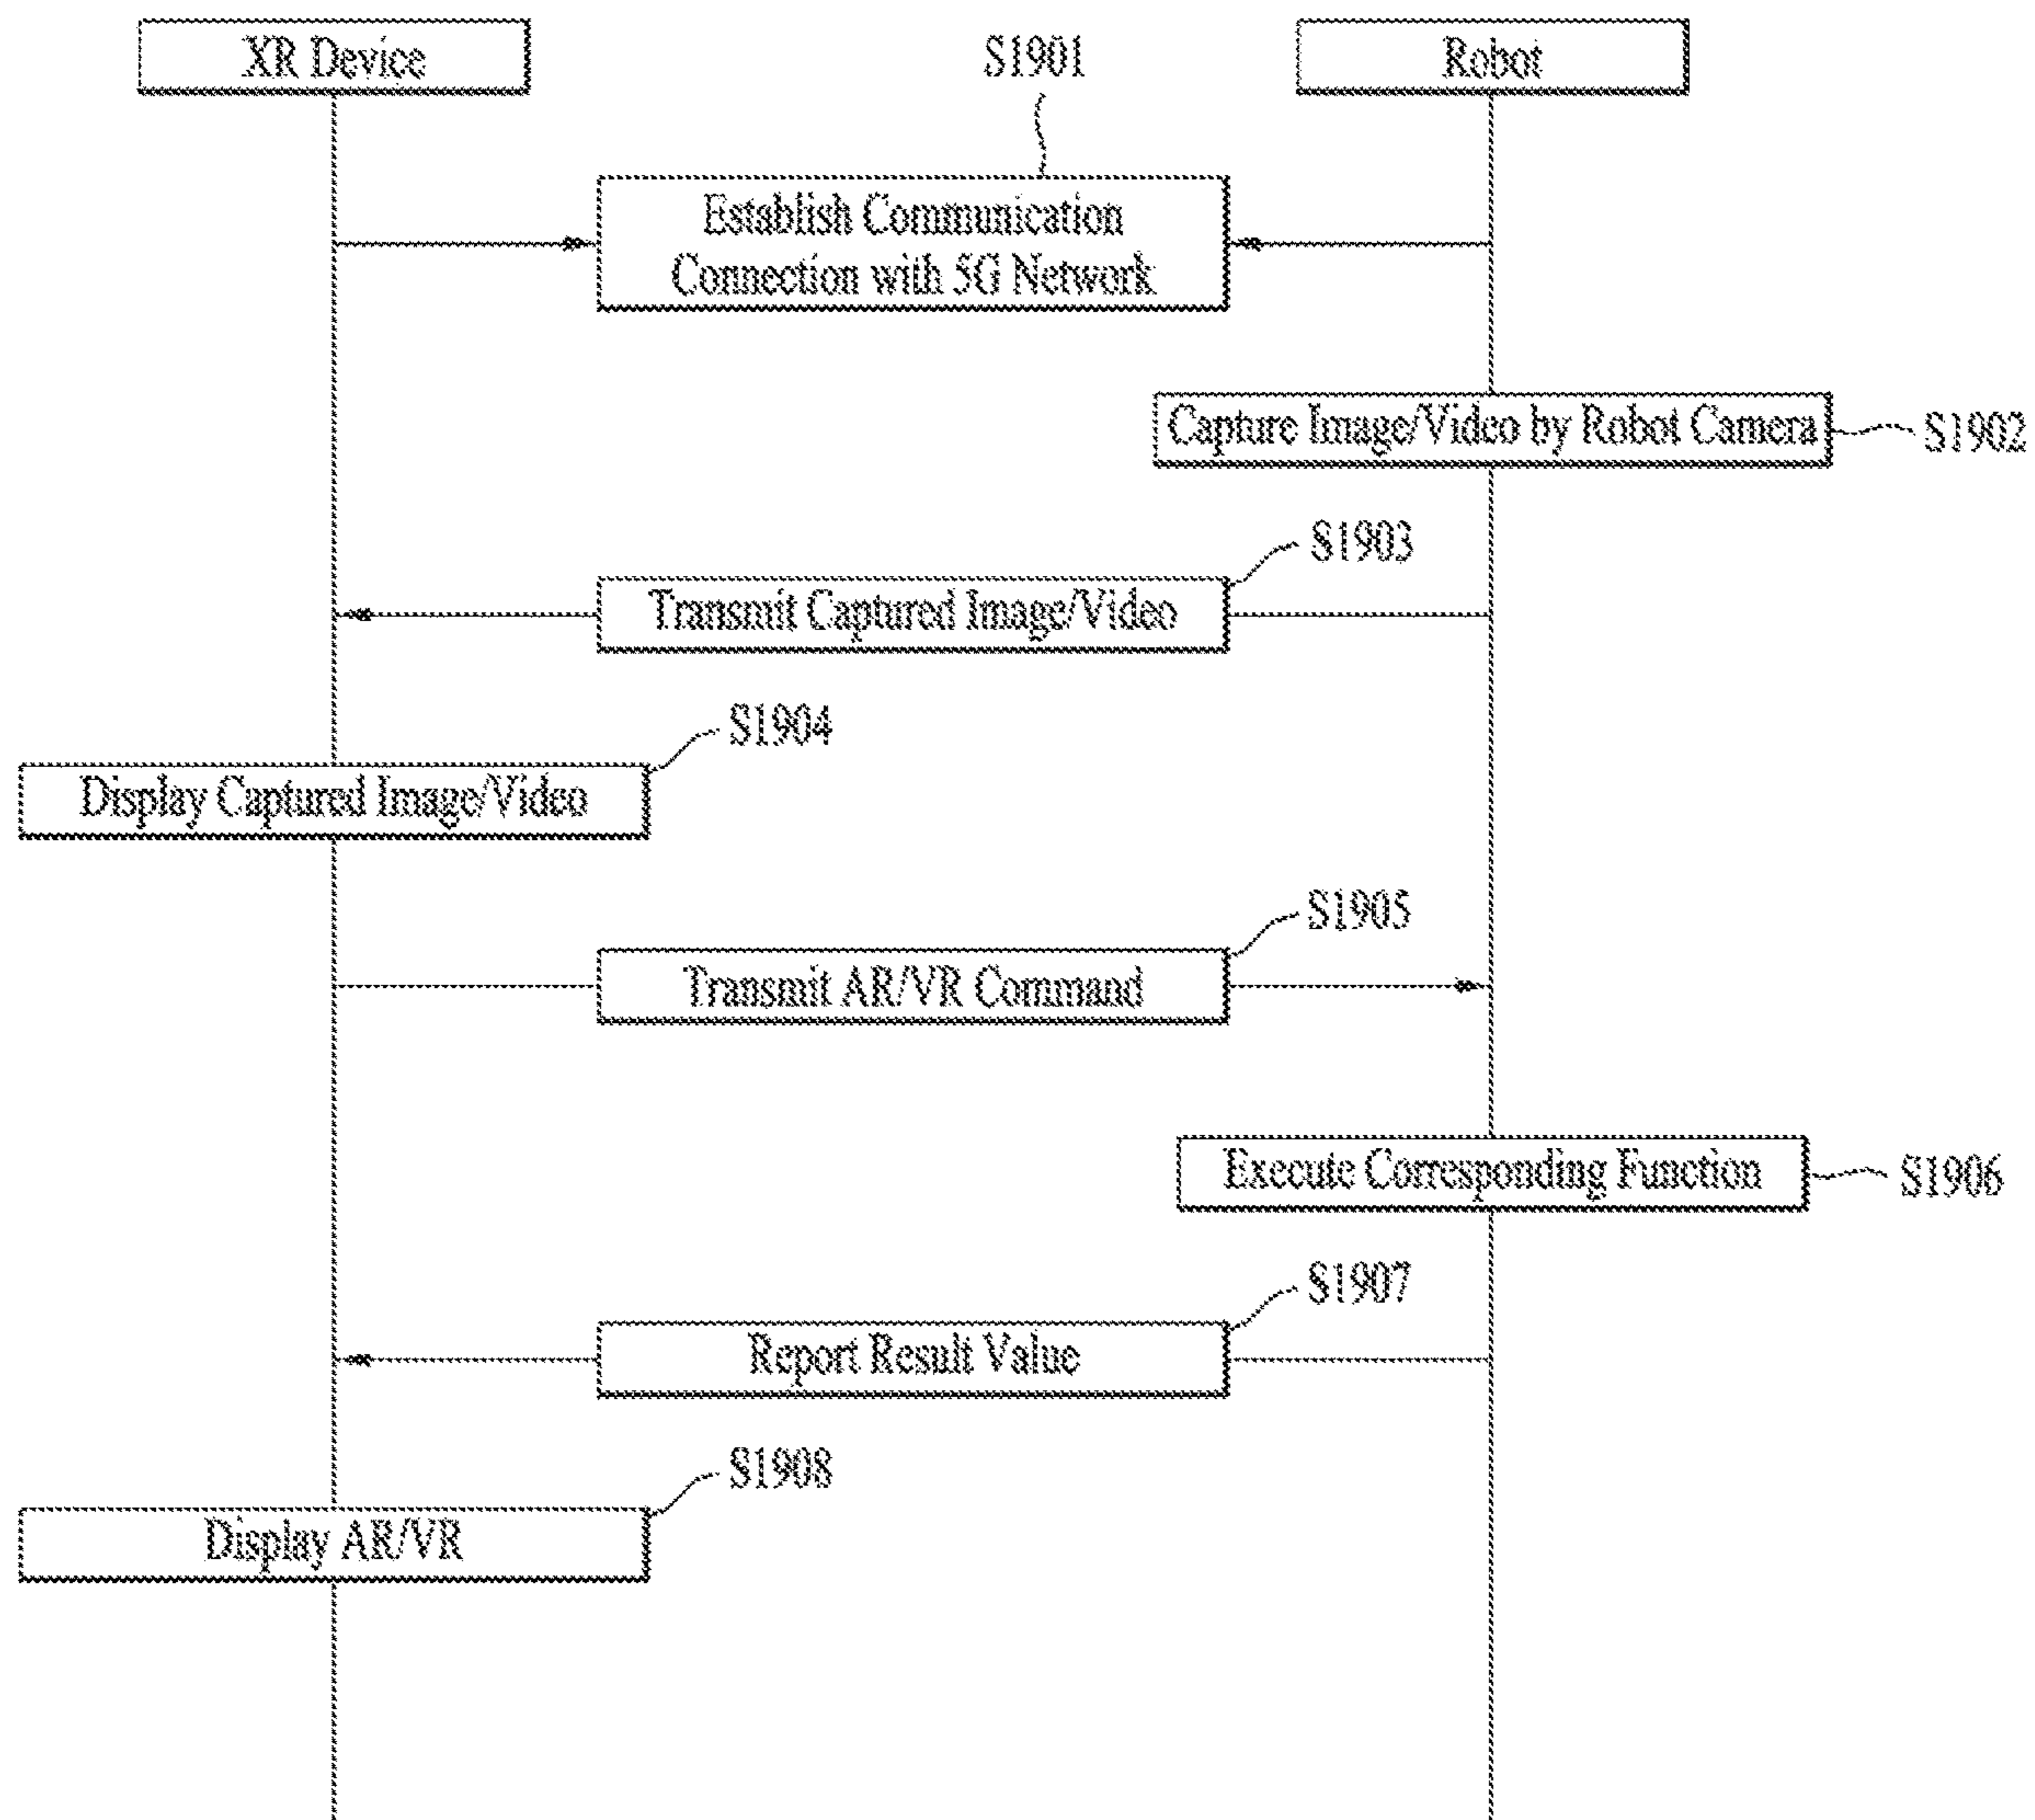 XR Device
S1901
Robot
Establish Communication
Connection with 5G Network
Capture Image/Video by Robot Camera
S1902
S1903
Transmit Captured Image/Video
S1904
Display Captured Image/Video
S1905
Transmit AR/VR Command
Execute Corresponding Function
S1906
S1907
Report Result Value
S1908
Display AR/VR